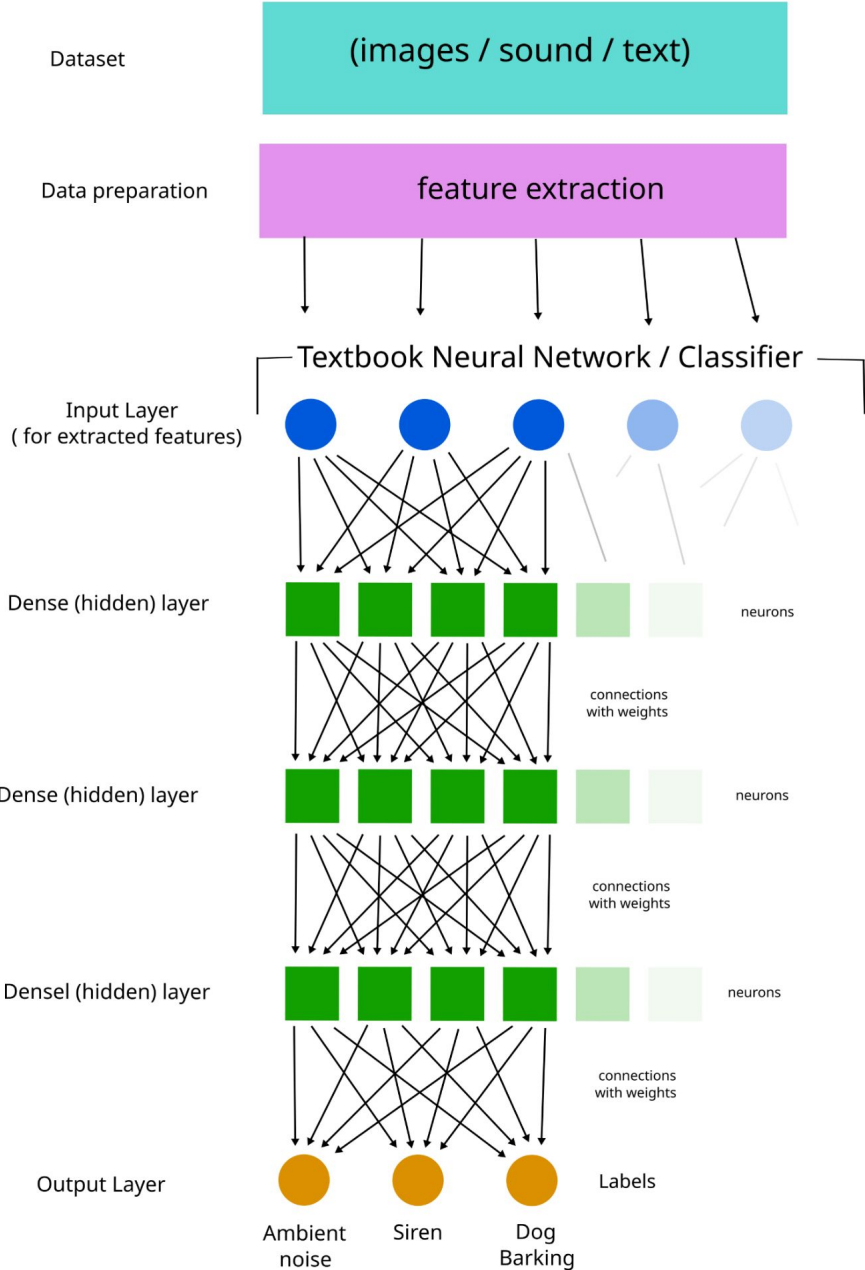 Dataset
(images / sound / text)
Data preparation
feature extraction
Textbook Neural Network / Classifier
Input Layer
( for extracted features)
Dense (hidden) layer
neurons
connections
with weights
Dense (hidden) layer
neurons
connections
with weights
Densel (hidden) layer
neurons
connections
with weights
Output Layer
Labels
Ambient
noise
Siren
Dog
Barking